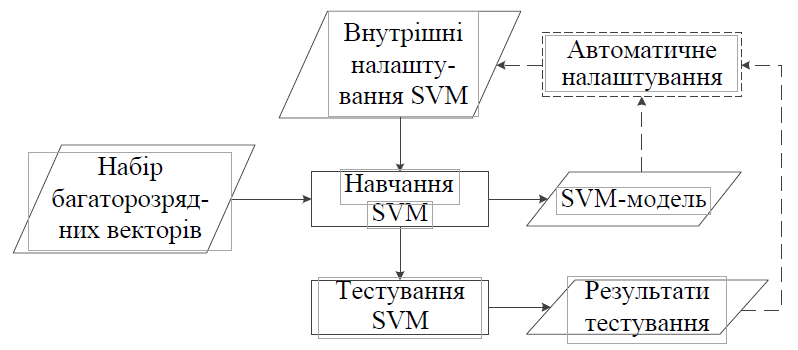 Внутрішні
налашту-
вання SVM
Автоматичне
налаштування
Набір
багаторозряд-
них векторів
Навчання
SVM
SVM-модель
Тестування
SVM
Результати
тестування